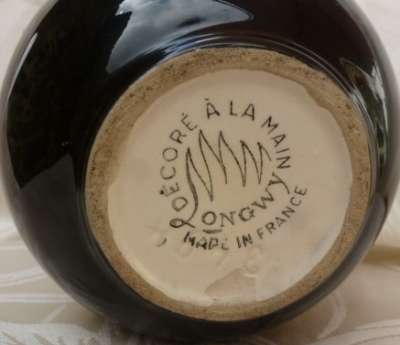 DÉCORÉ À LA MAIN
LONGWY
MADE IN FRANCE